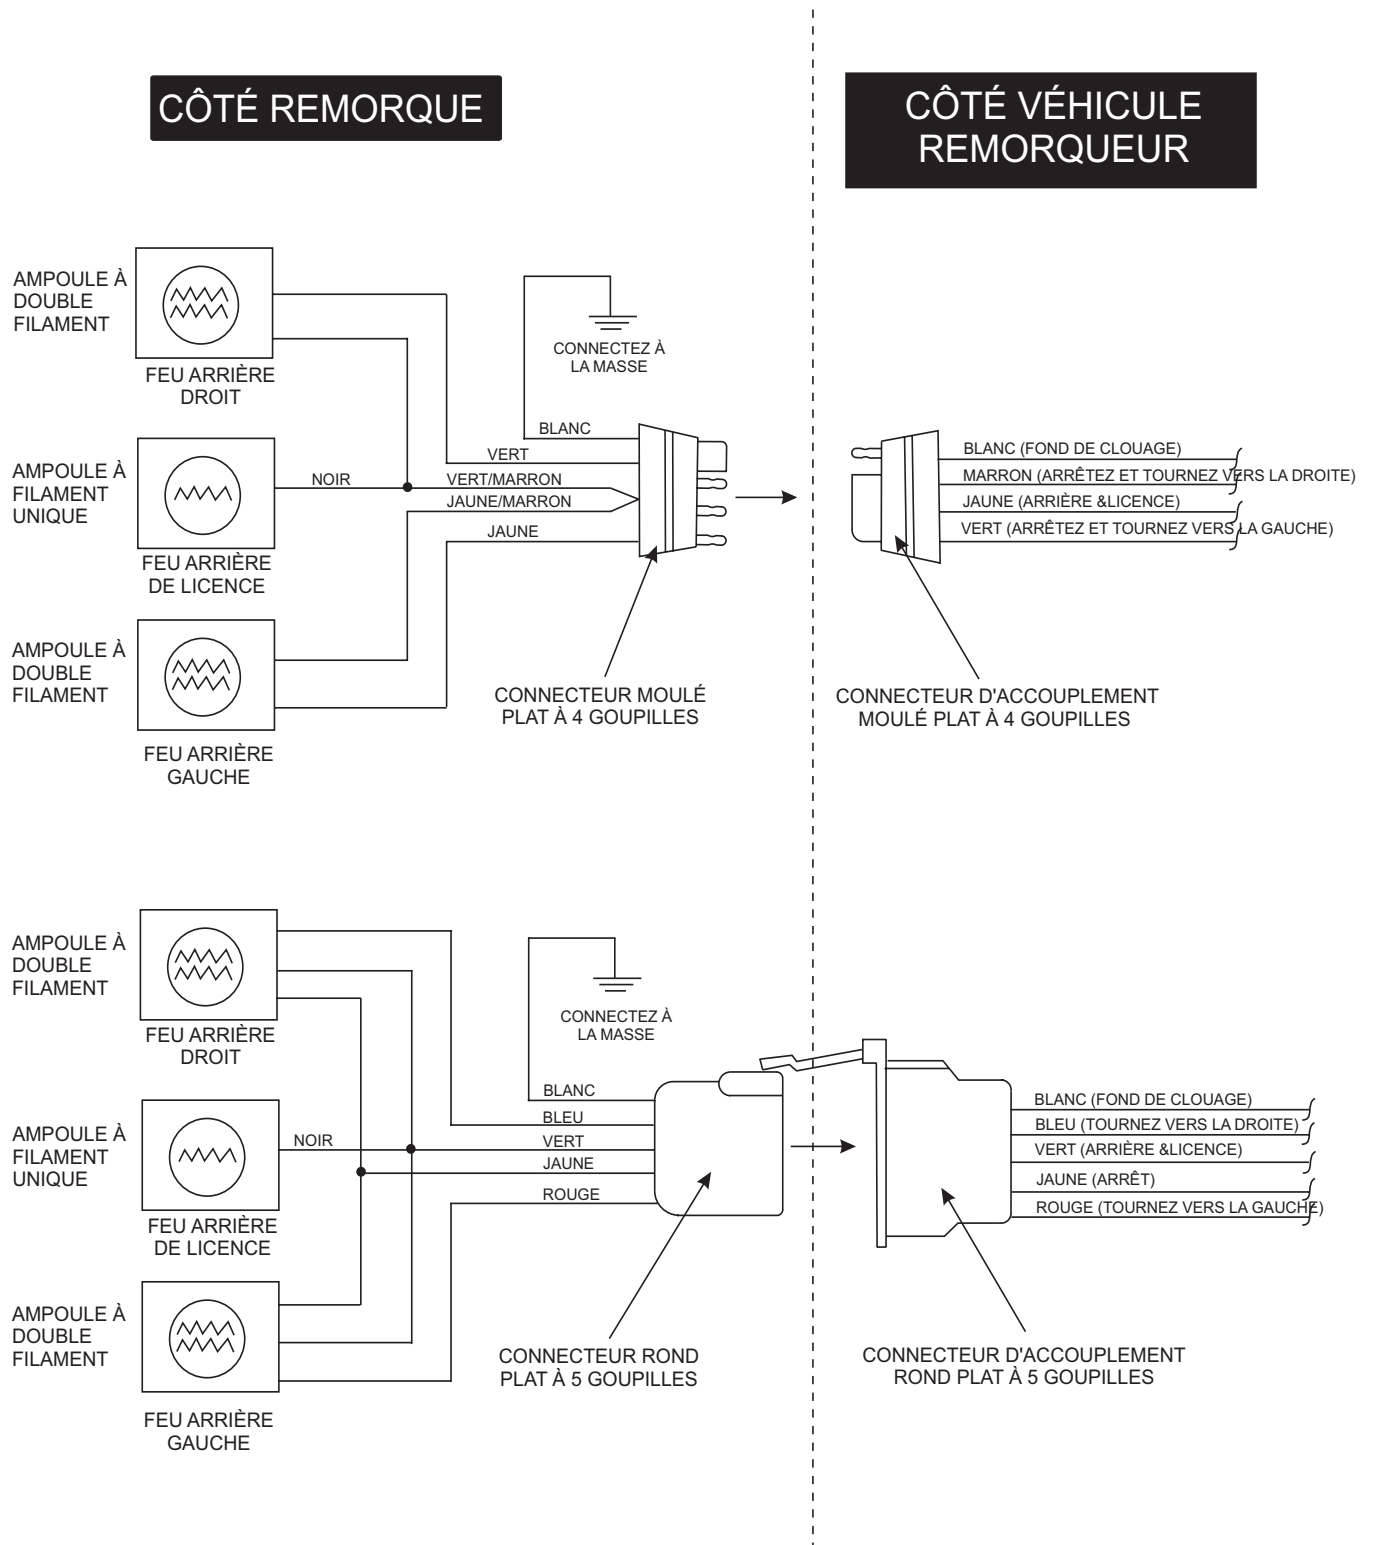 CÔTÉ REMORQUE
CÔTÉ VÉHICULE
REMORQUEUR
AMPOULE À
DOUBLE
FILAMENT
FEU ARRIÈRE
DROIT
CONNECTEZ À
LA MASSE
BLANC
VERT
AMPOULE À
FILAMENT
UNIQUE
NOIR
VERT/MARRON
JAUNE/MARRON
JAUNE
FEU ARRIÈRE
DE LICENCE
BLANC (FOND DE CLOUAGE)
MARRON (ARRÊTEZ ET TOURNEZ VERS LA DROITE)
JAUNE (ARRIÈRE &LICENCE)
VERT (ARRÊTEZ ET TOURNEZ VERS LA GAUCHE)
AMPOULE À
DOUBLE
FILAMENT
FEU ARRIÈRE
GAUCHE
CONNECTEUR MOULÉ
PLAT À 4 GOUPILLES
CONNECTEUR D'ACCOUPLEMENT
MOULÉ PLAT À 4 GOUPILLES
AMPOULE À
DOUBLE
FILAMENT
FEU ARRIÈRE
DROIT
CONNECTEZ À
LA MASSE
BLANC
BLEU
VERT
JAUNE
ROUGE
AMPOULE À
FILAMENT
UNIQUE
NOIR
FEU ARRIÈRE
DE LICENCE
BLANC (FOND DE CLOUAGE)
BLEU (TOURNEZ VERS LA DROITE)
VERT (ARRIÈRE &LICENCE)
JAUNE (ARRÊT)
ROUGE (TOURNEZ VERS LA GAUCHE)
AMPOULE À
DOUBLE
FILAMENT
FEU ARRIÈRE
GAUCHE
CONNECTEUR ROND
PLAT À 5 GOUPILLES
CONNECTEUR D'ACCOUPLEMENT
ROND PLAT À 5 GOUPILLES